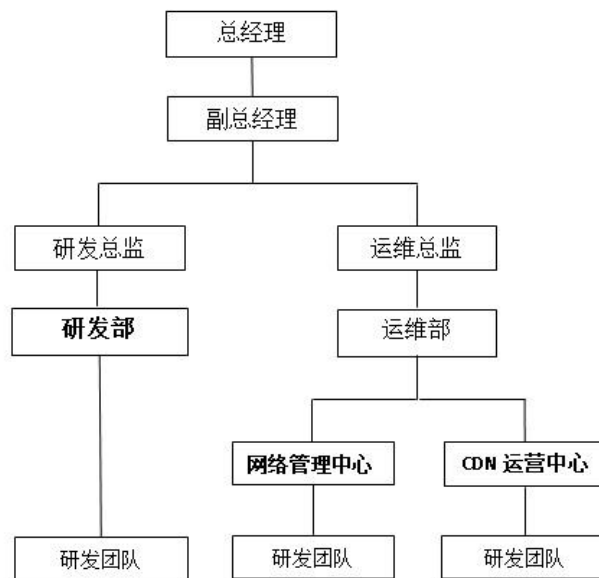 总经理
副总经理
研发总监
运维总监
研发部
运维部
网络管理中心
CDN 运营中心
研发团队
研发团队
研发团队